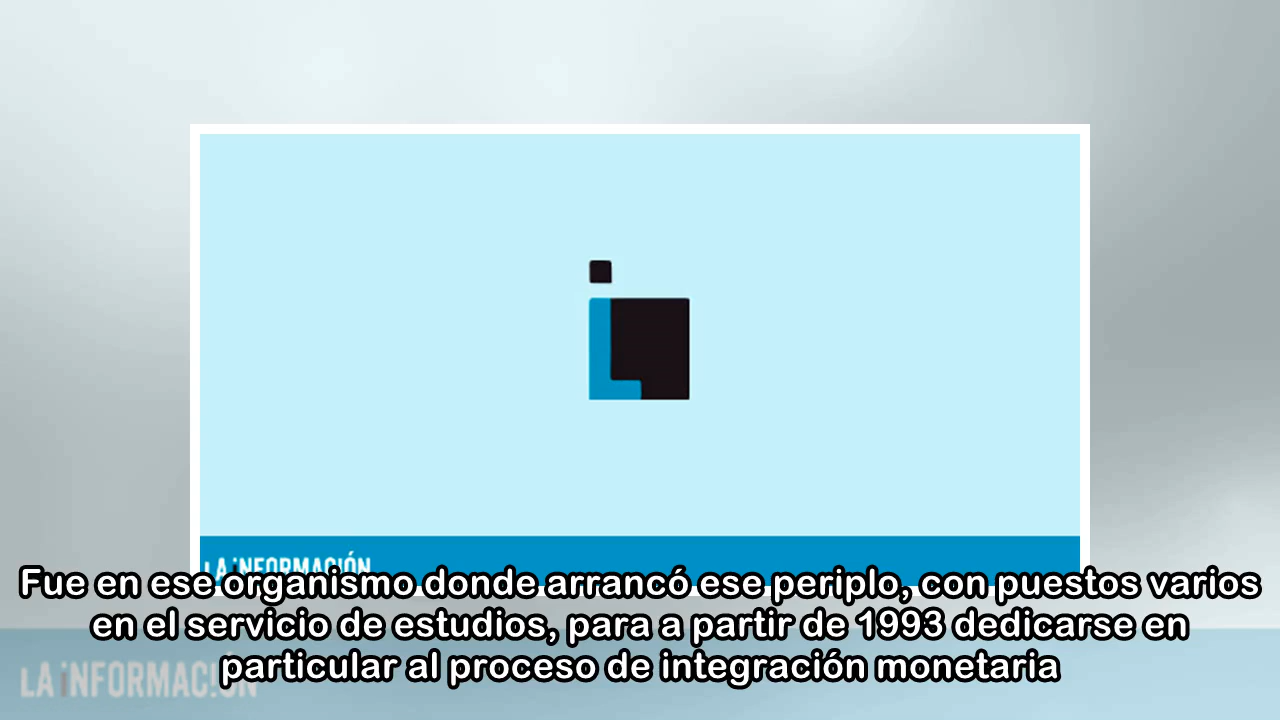 LA iNFORMACIÓN
Fue en ese organismo donde arrancó ese periplo, con puestos varios
en el servicio de estudios, para a partir de 1993 dedicarse en
particular al proceso de integración monetaria
LA iNFORMACIÓN